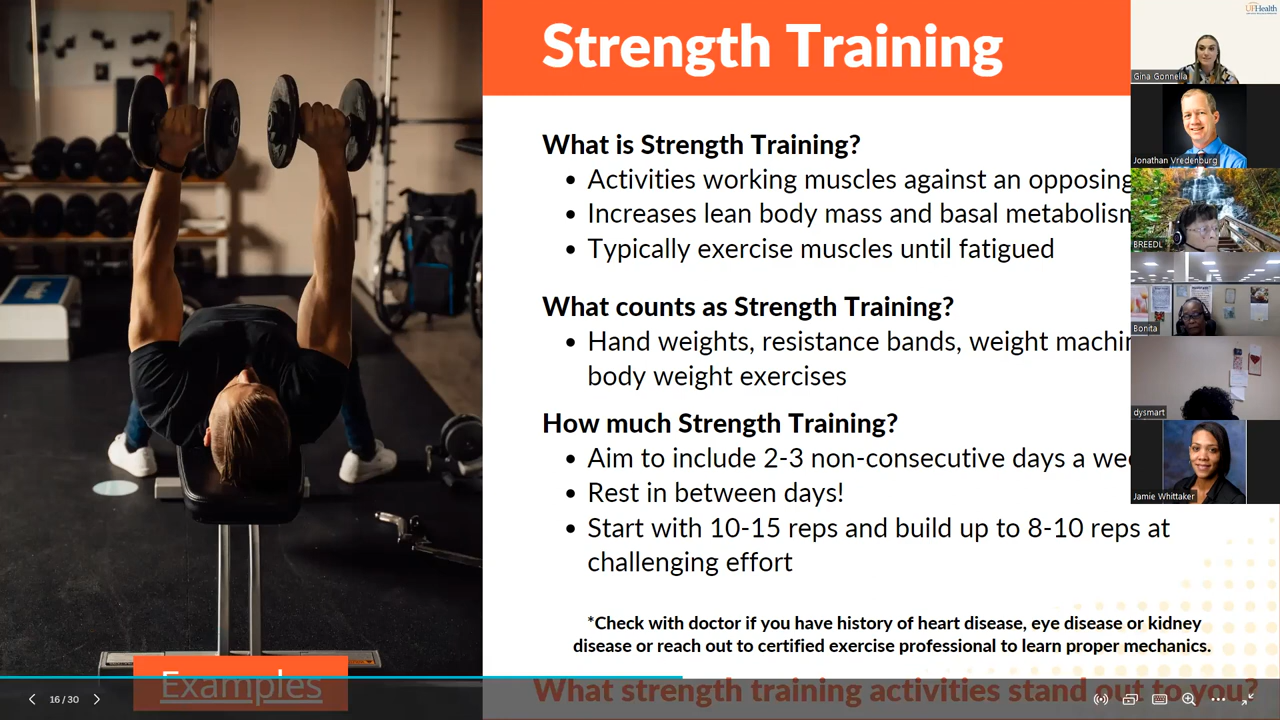 Strength Training
What is Strength Training?
• Activities working muscles against an opposing
• Increases lean body mass and basal metabolism
• Typically exercise muscles until fatigued
What counts as Strength Training?
• Hand weights, resistance bands, weight machin
body weight exercises
How much Strength Training?
• Aim to include 2-3 non-consecutive days a wee
• Rest in between days!
• Start with 10-15 reps and build up to 8-10 reps at
challenging effort
*Check with doctor if you have history of heart disease, eye disease or kidney
disease or reach out to certified exercise professional to learn proper mechanics.
Examples
What strength training activities stand out to you?
16 / 30
UFHealth
Gina Gonnella
Jonathan Vredenburg
BREEDL
Bonita
dysmart
Jamie Whittaker